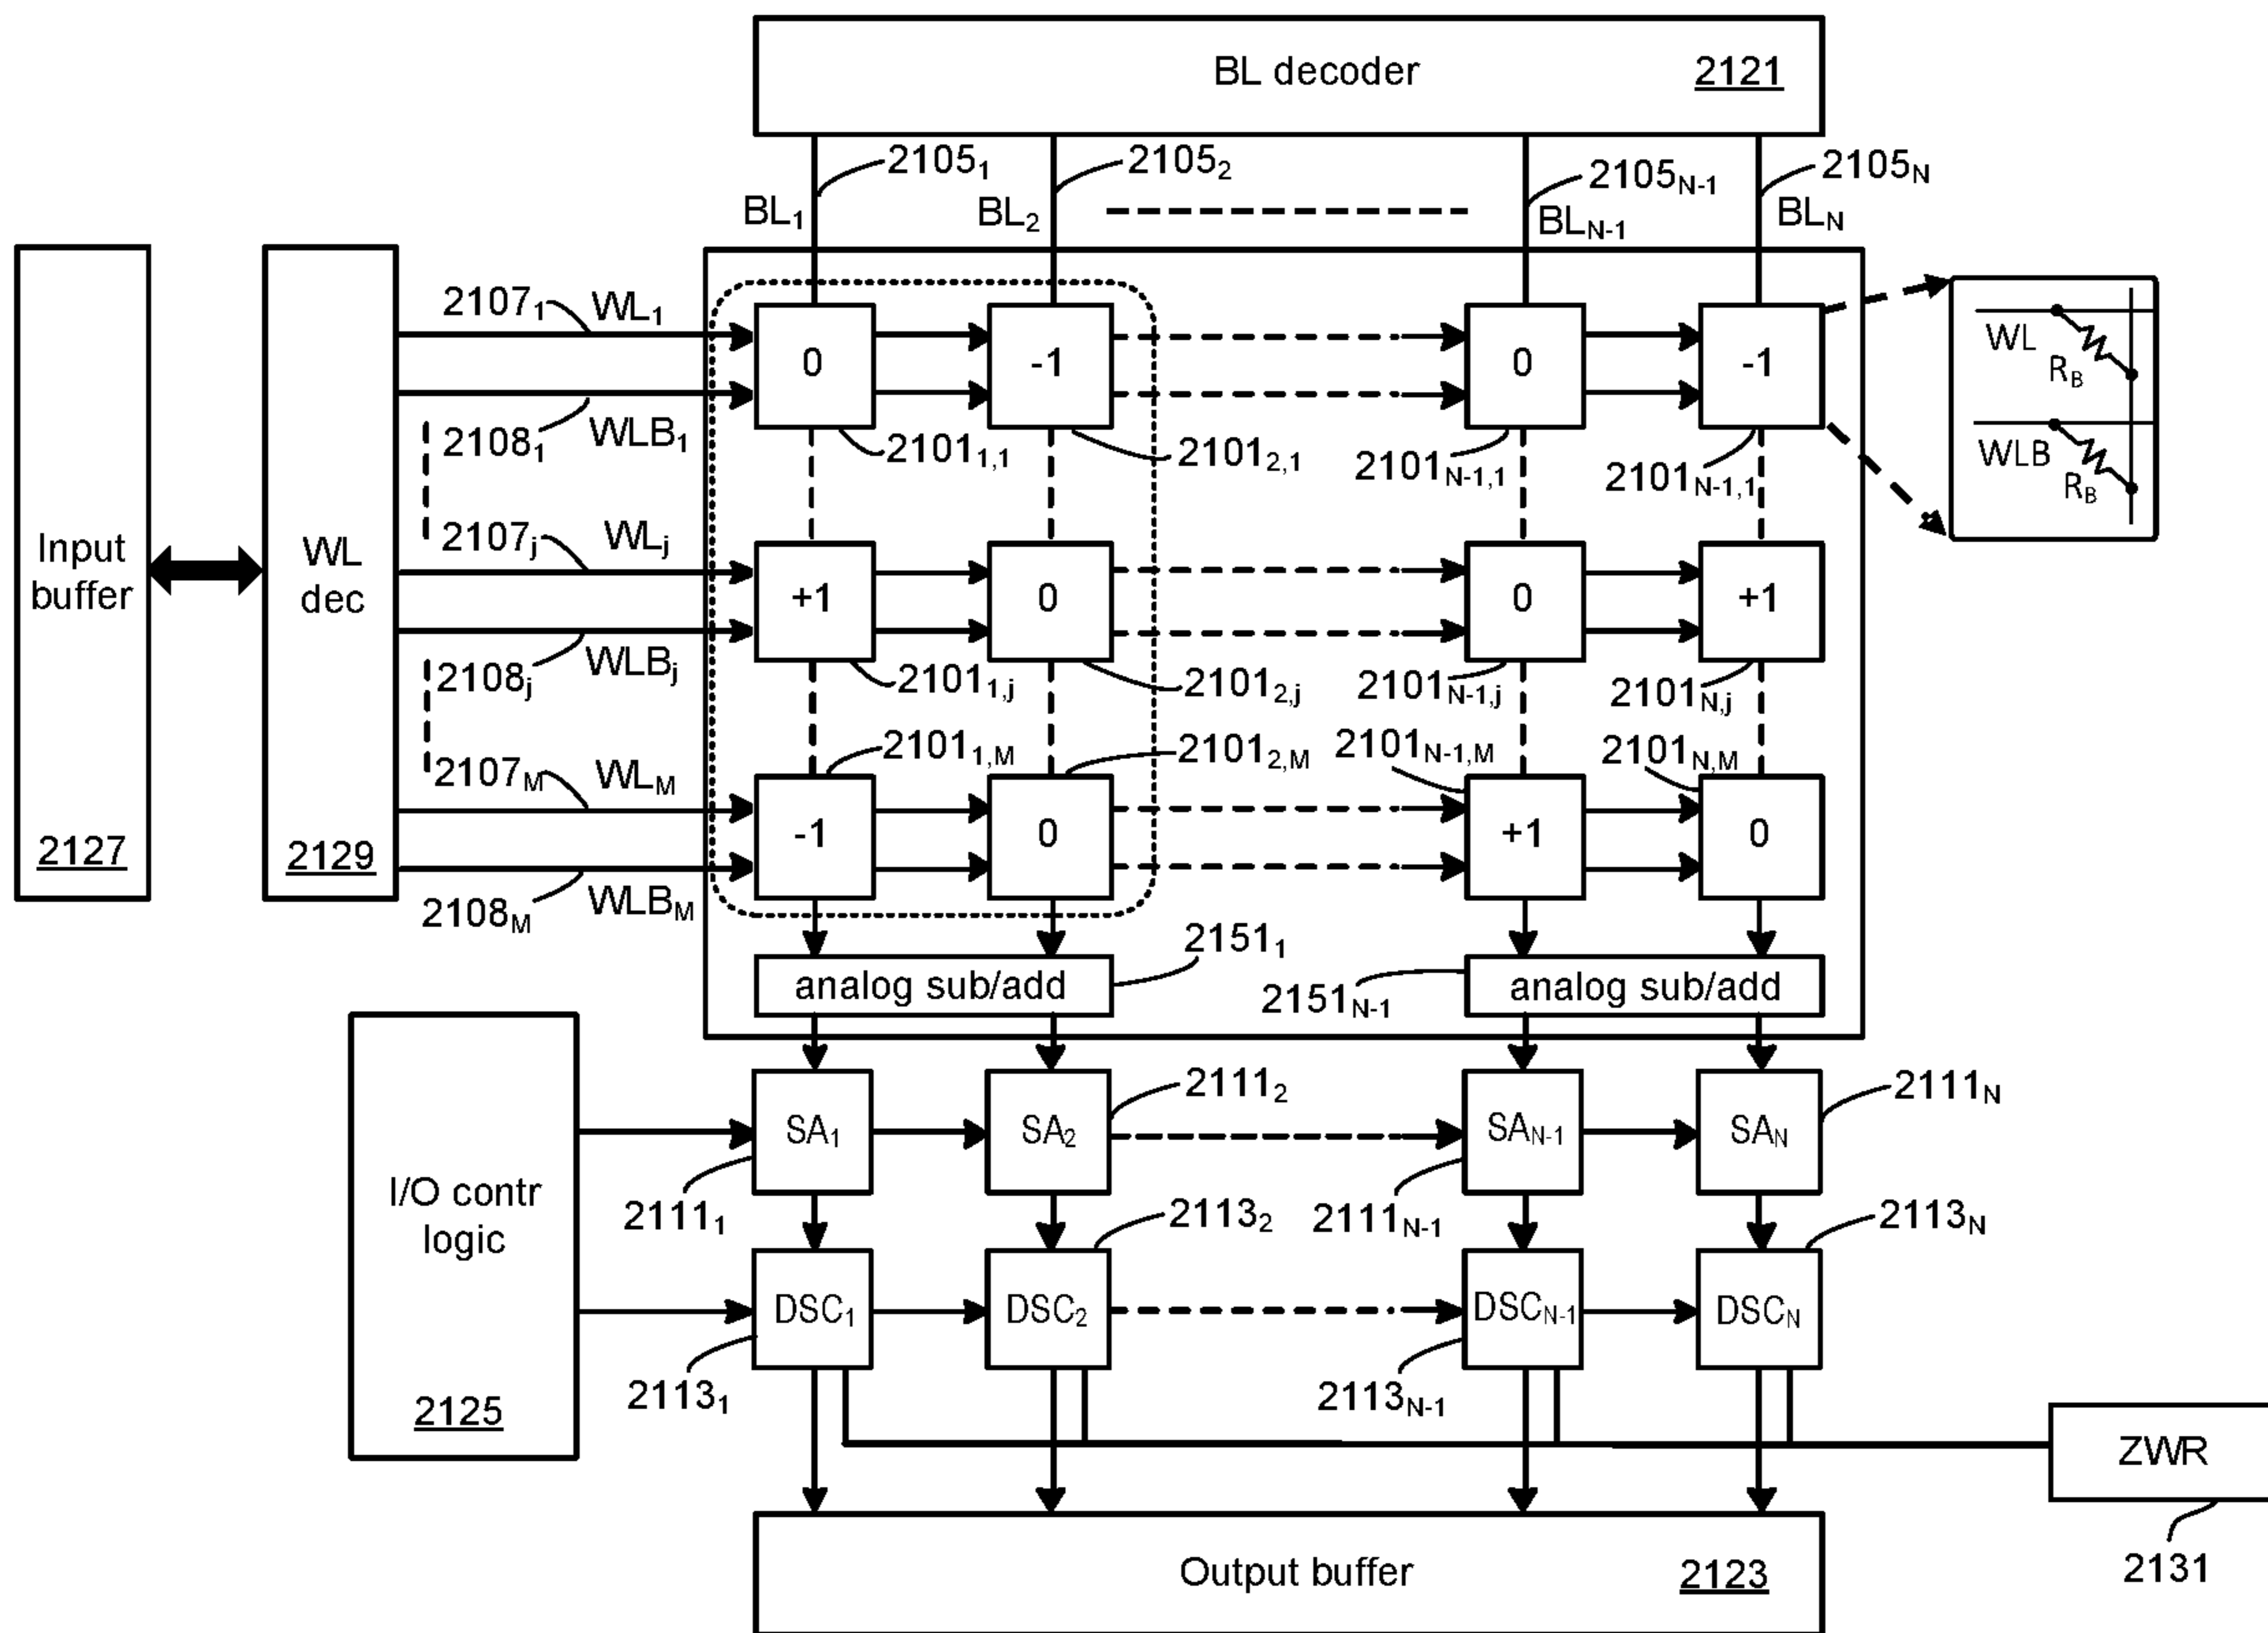 BL decoder 2121
2105₁ 2105₂ 2105N-1 2105N
BL₁ BL₂ BLN-1 BLN
2107₁ WL₁
0 -1 0 -1
WL
RB
2108₁ WLB₁
2101₁,₁ 2101₂,₁ 2101N-1,1 2101N-1,1
WLB
RB
Input
buffer
2127
WL
dec
2129
2107j WLj
+1 0 0 +1
2108j WLBj
2101₁,j 2101₂,j 2101N-1,j 2101N,j
2101₁,M 2101₂,M 2101N-1,M 2101N,M
2107M WLM
-1 0 +1 0
2108M WLBM
2151₁
analog sub/add 2151N-1 analog sub/add
I/O contr
logic
2125
SA₁ SA₂ SAN-1 SAN
2111₁ 2111₂ 2111N-1 2111N
2113₂ 2113N
DSC₁ DSC₂ DSCN-1 DSCN
2113₁ 2113N-1
ZWR
2131
Output buffer 2123